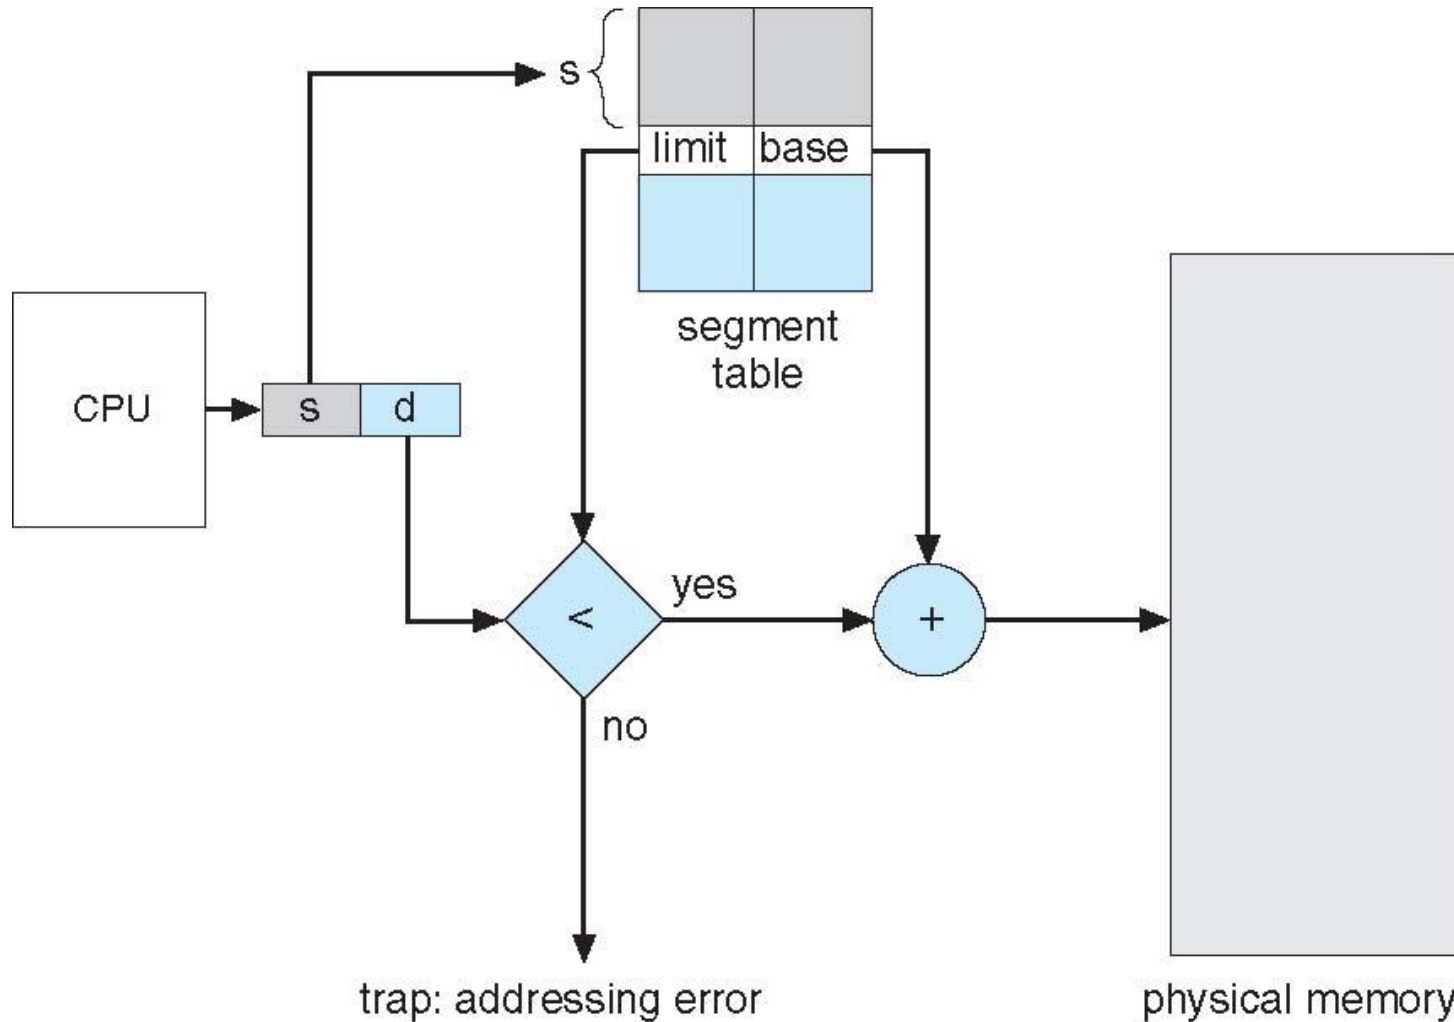 s
limit base
segment
table
CPU
s d
yes
<
+
no
trap: addressing error
physical memory